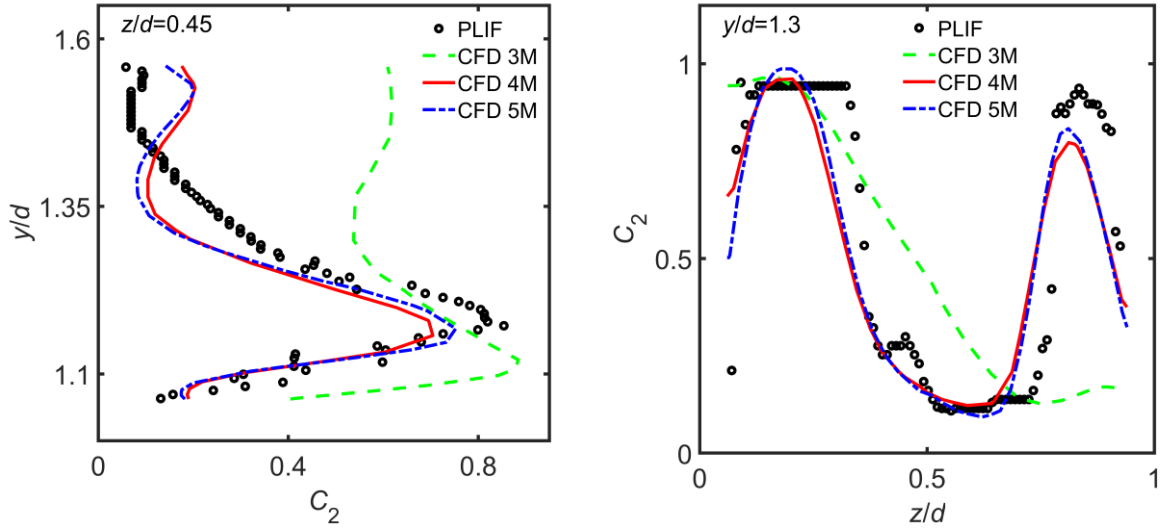 z/d=0.45
PLIF
CFD 3M
CFD 4M
CFD 5M
1.6
1.35
1.1
y/d
0
0.4
0.8
C2
y/d=1.3
PLIF
CFD 3M
CFD 4M
CFD 5M
1
0.5
0
C2
0
0.5
1
z/d